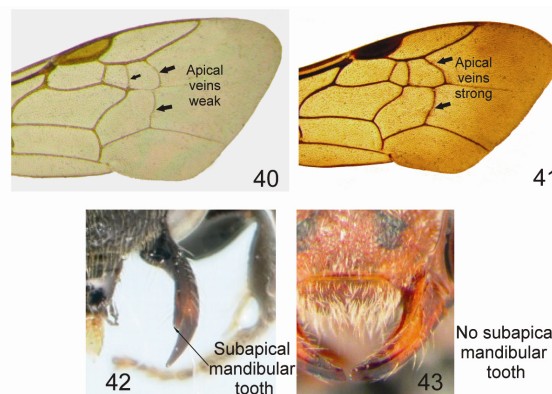 Apical
veins
weak
40
Apical
veins
strong
41
Subapical
mandibular
tooth
42
43
No subapical
mandibular
tooth